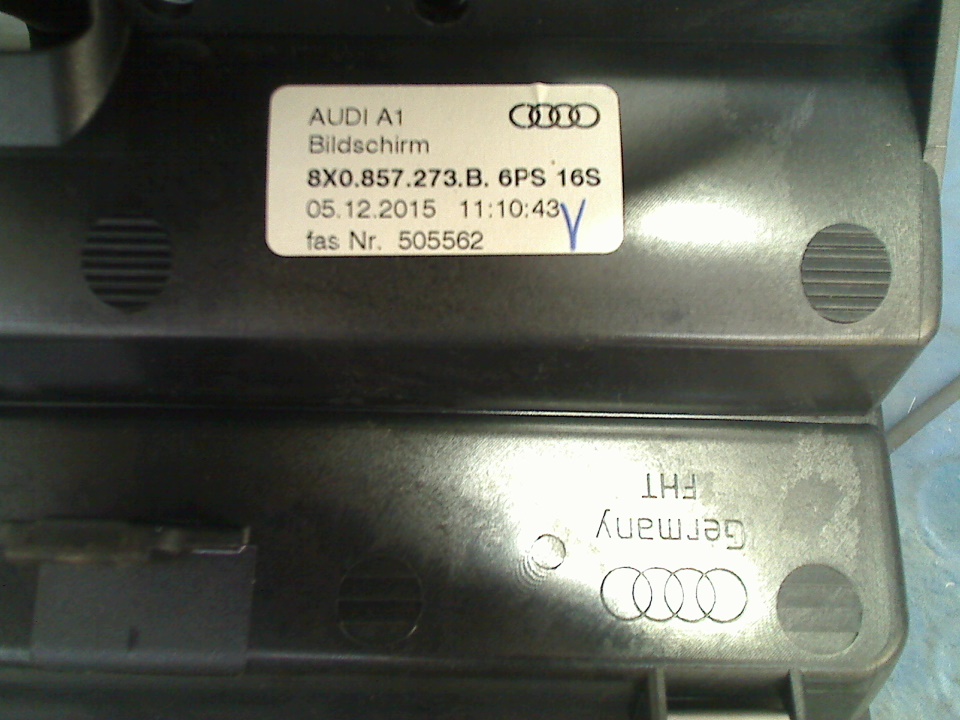 AUDI A1
Bildschirm
8X0.857.273.B. 6PS 16S
05.12.2015 11:10:43
fas Nr. 505562
Germany
FHT